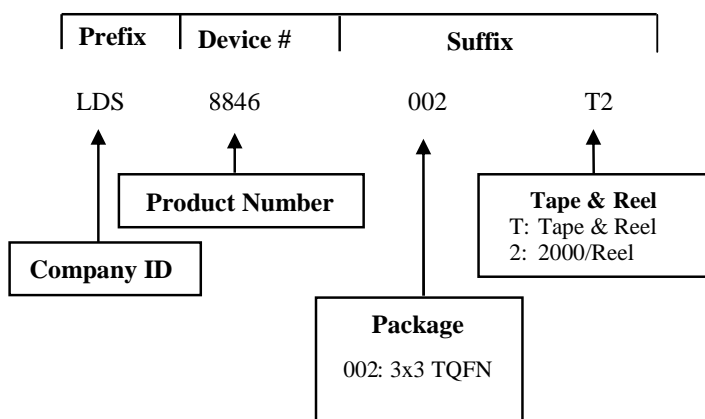 Prefix Device # Suffix
LDS 8846 002 T2
Product Number
Tape & Reel
T: Tape & Reel
2: 2000/Reel
Company ID
Package
002: 3x3 TQFN